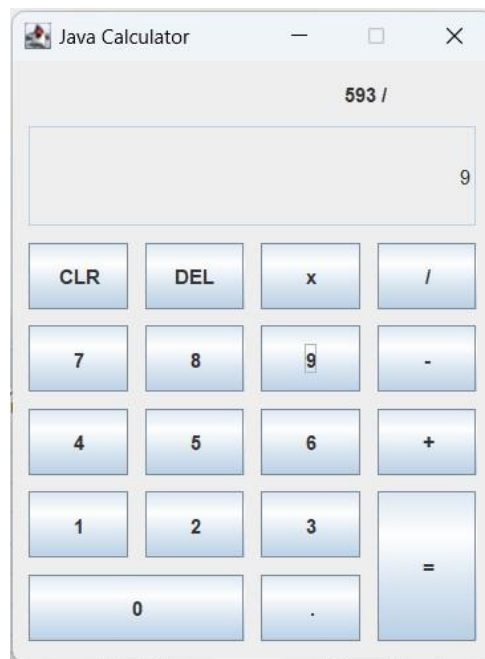 Java Calculator
593 /
9
CLR DEL x /
7 8 9 -
4 5 6 +
1 2 3
=
0 .